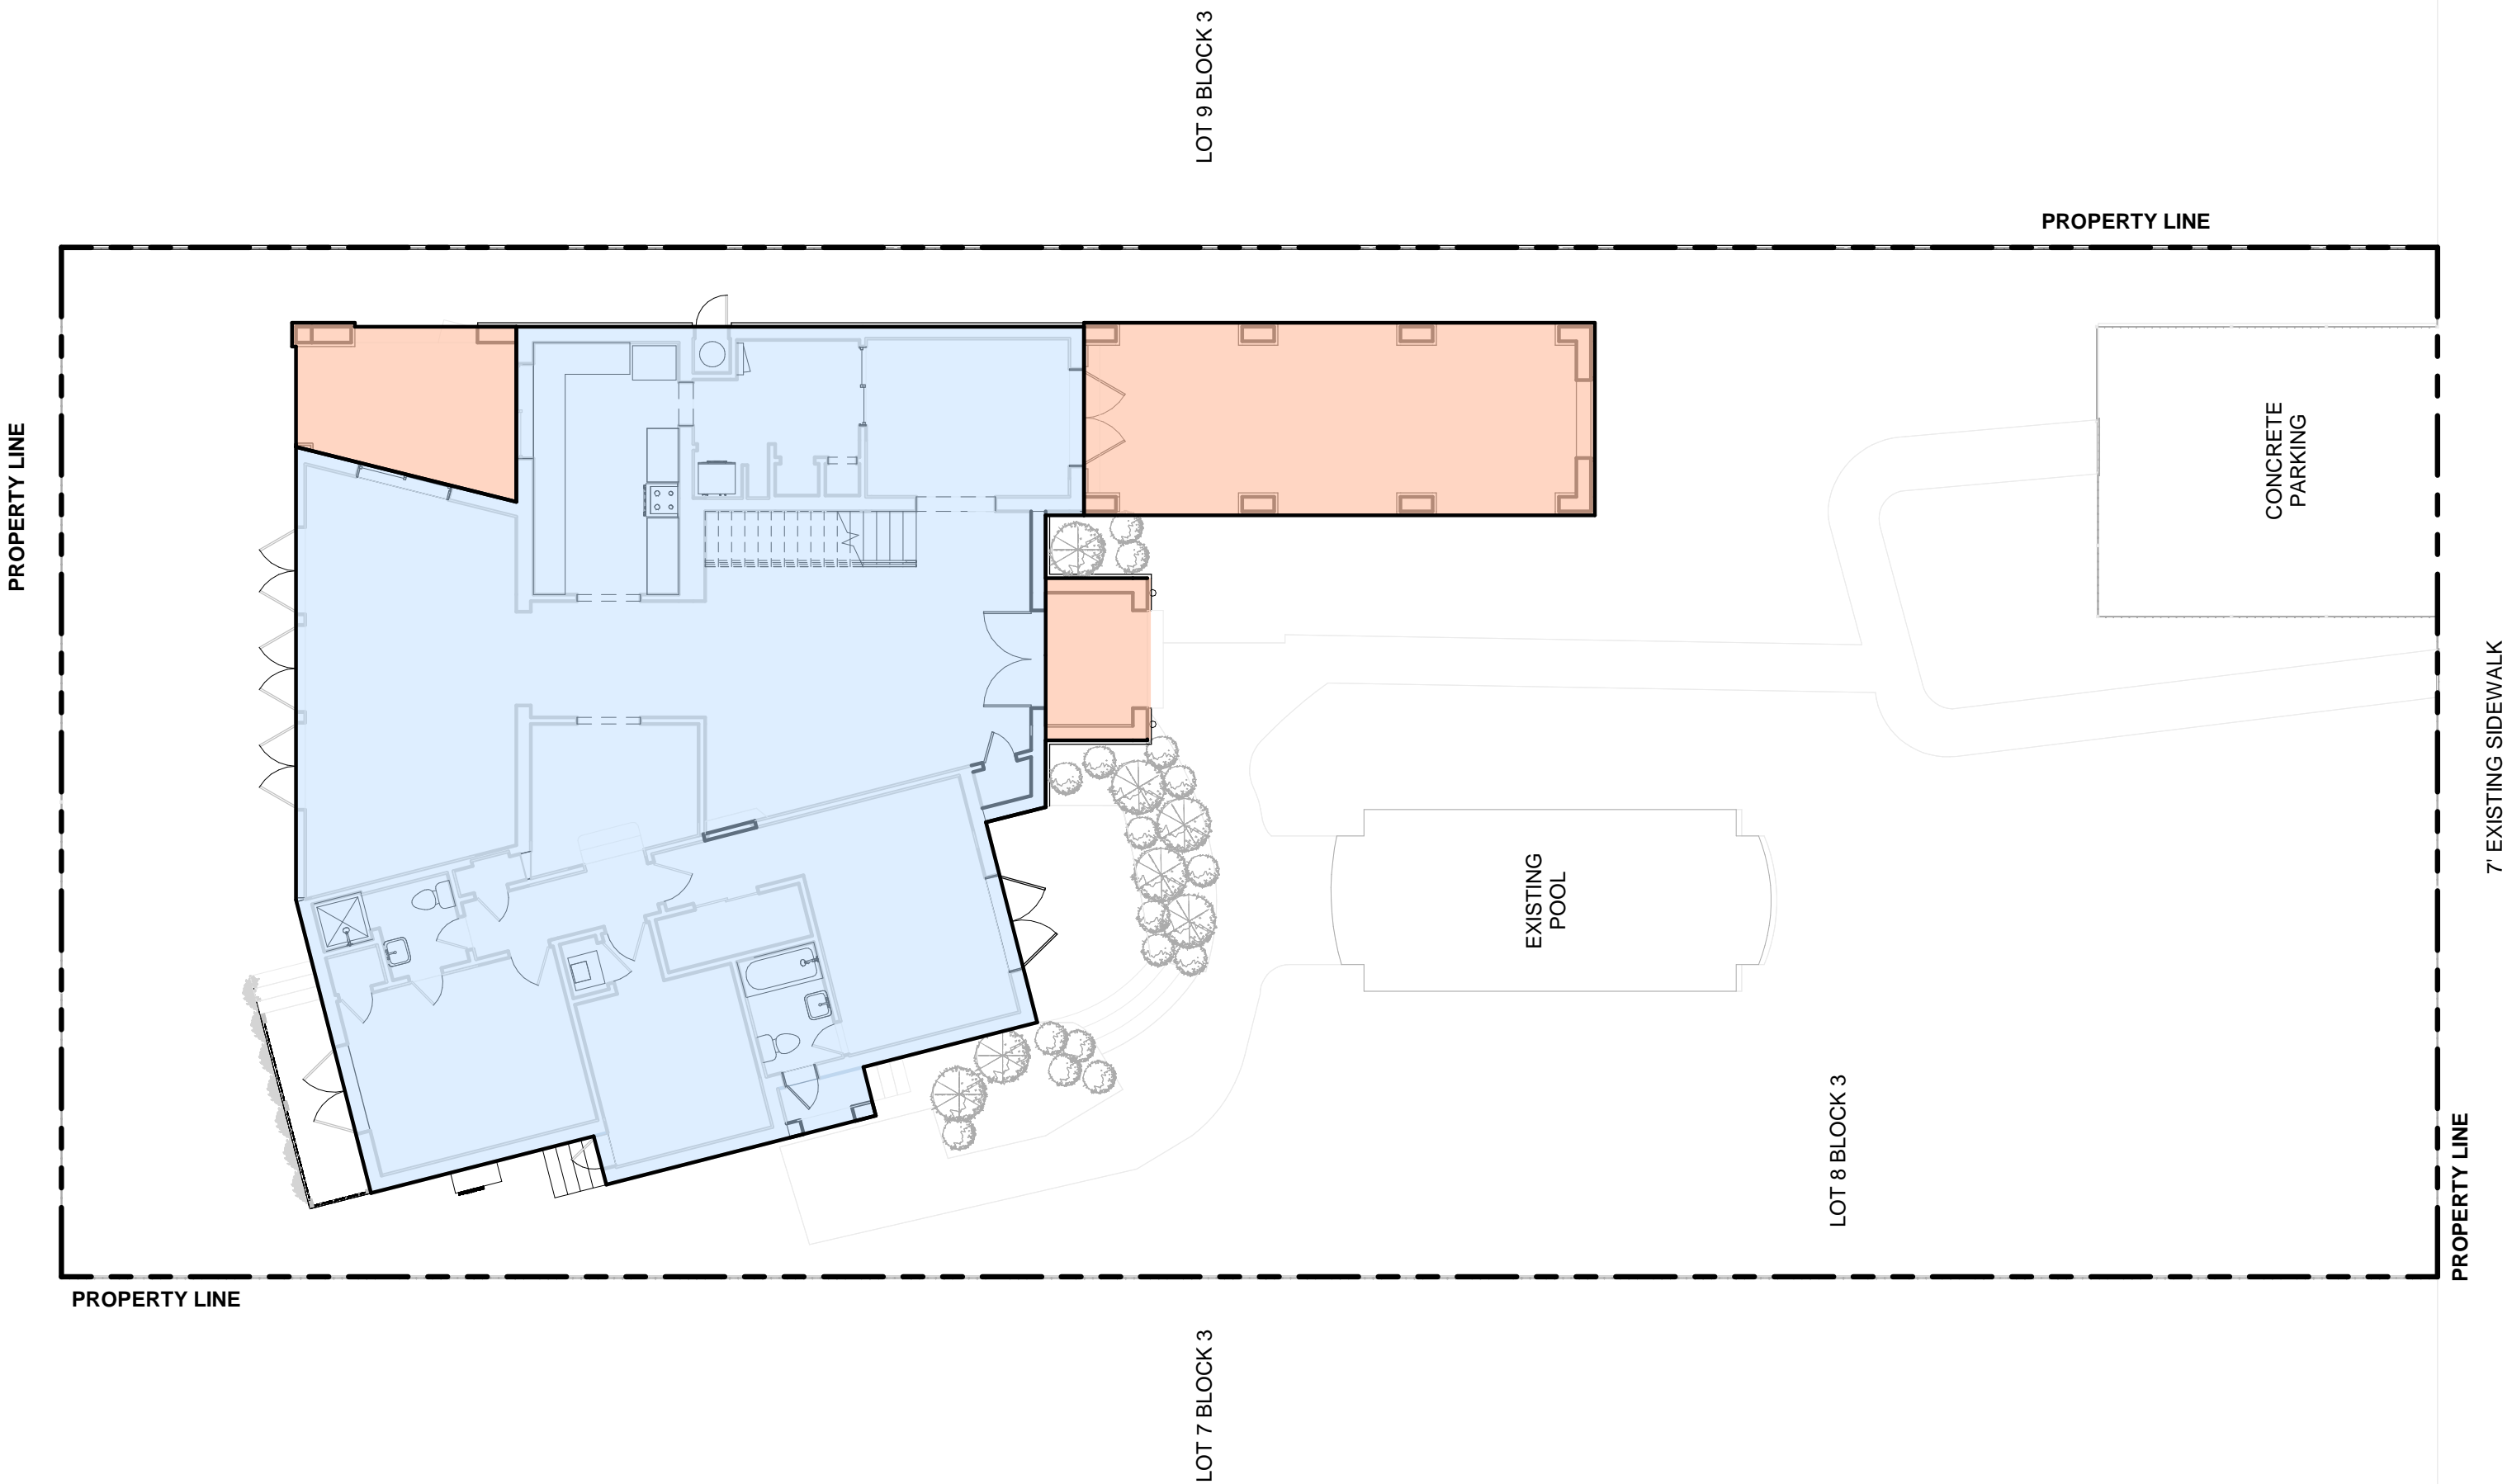 LOT 9 BLOCK 3
PROPERTY LINE
PROPERTY LINE
CONCRETE
PARKING
7' EXISTING SIDEWALK
EXISTING
POOL
LOT 8 BLOCK 3
PROPERTY LINE
PROPERTY LINE
LOT 7 BLOCK 3